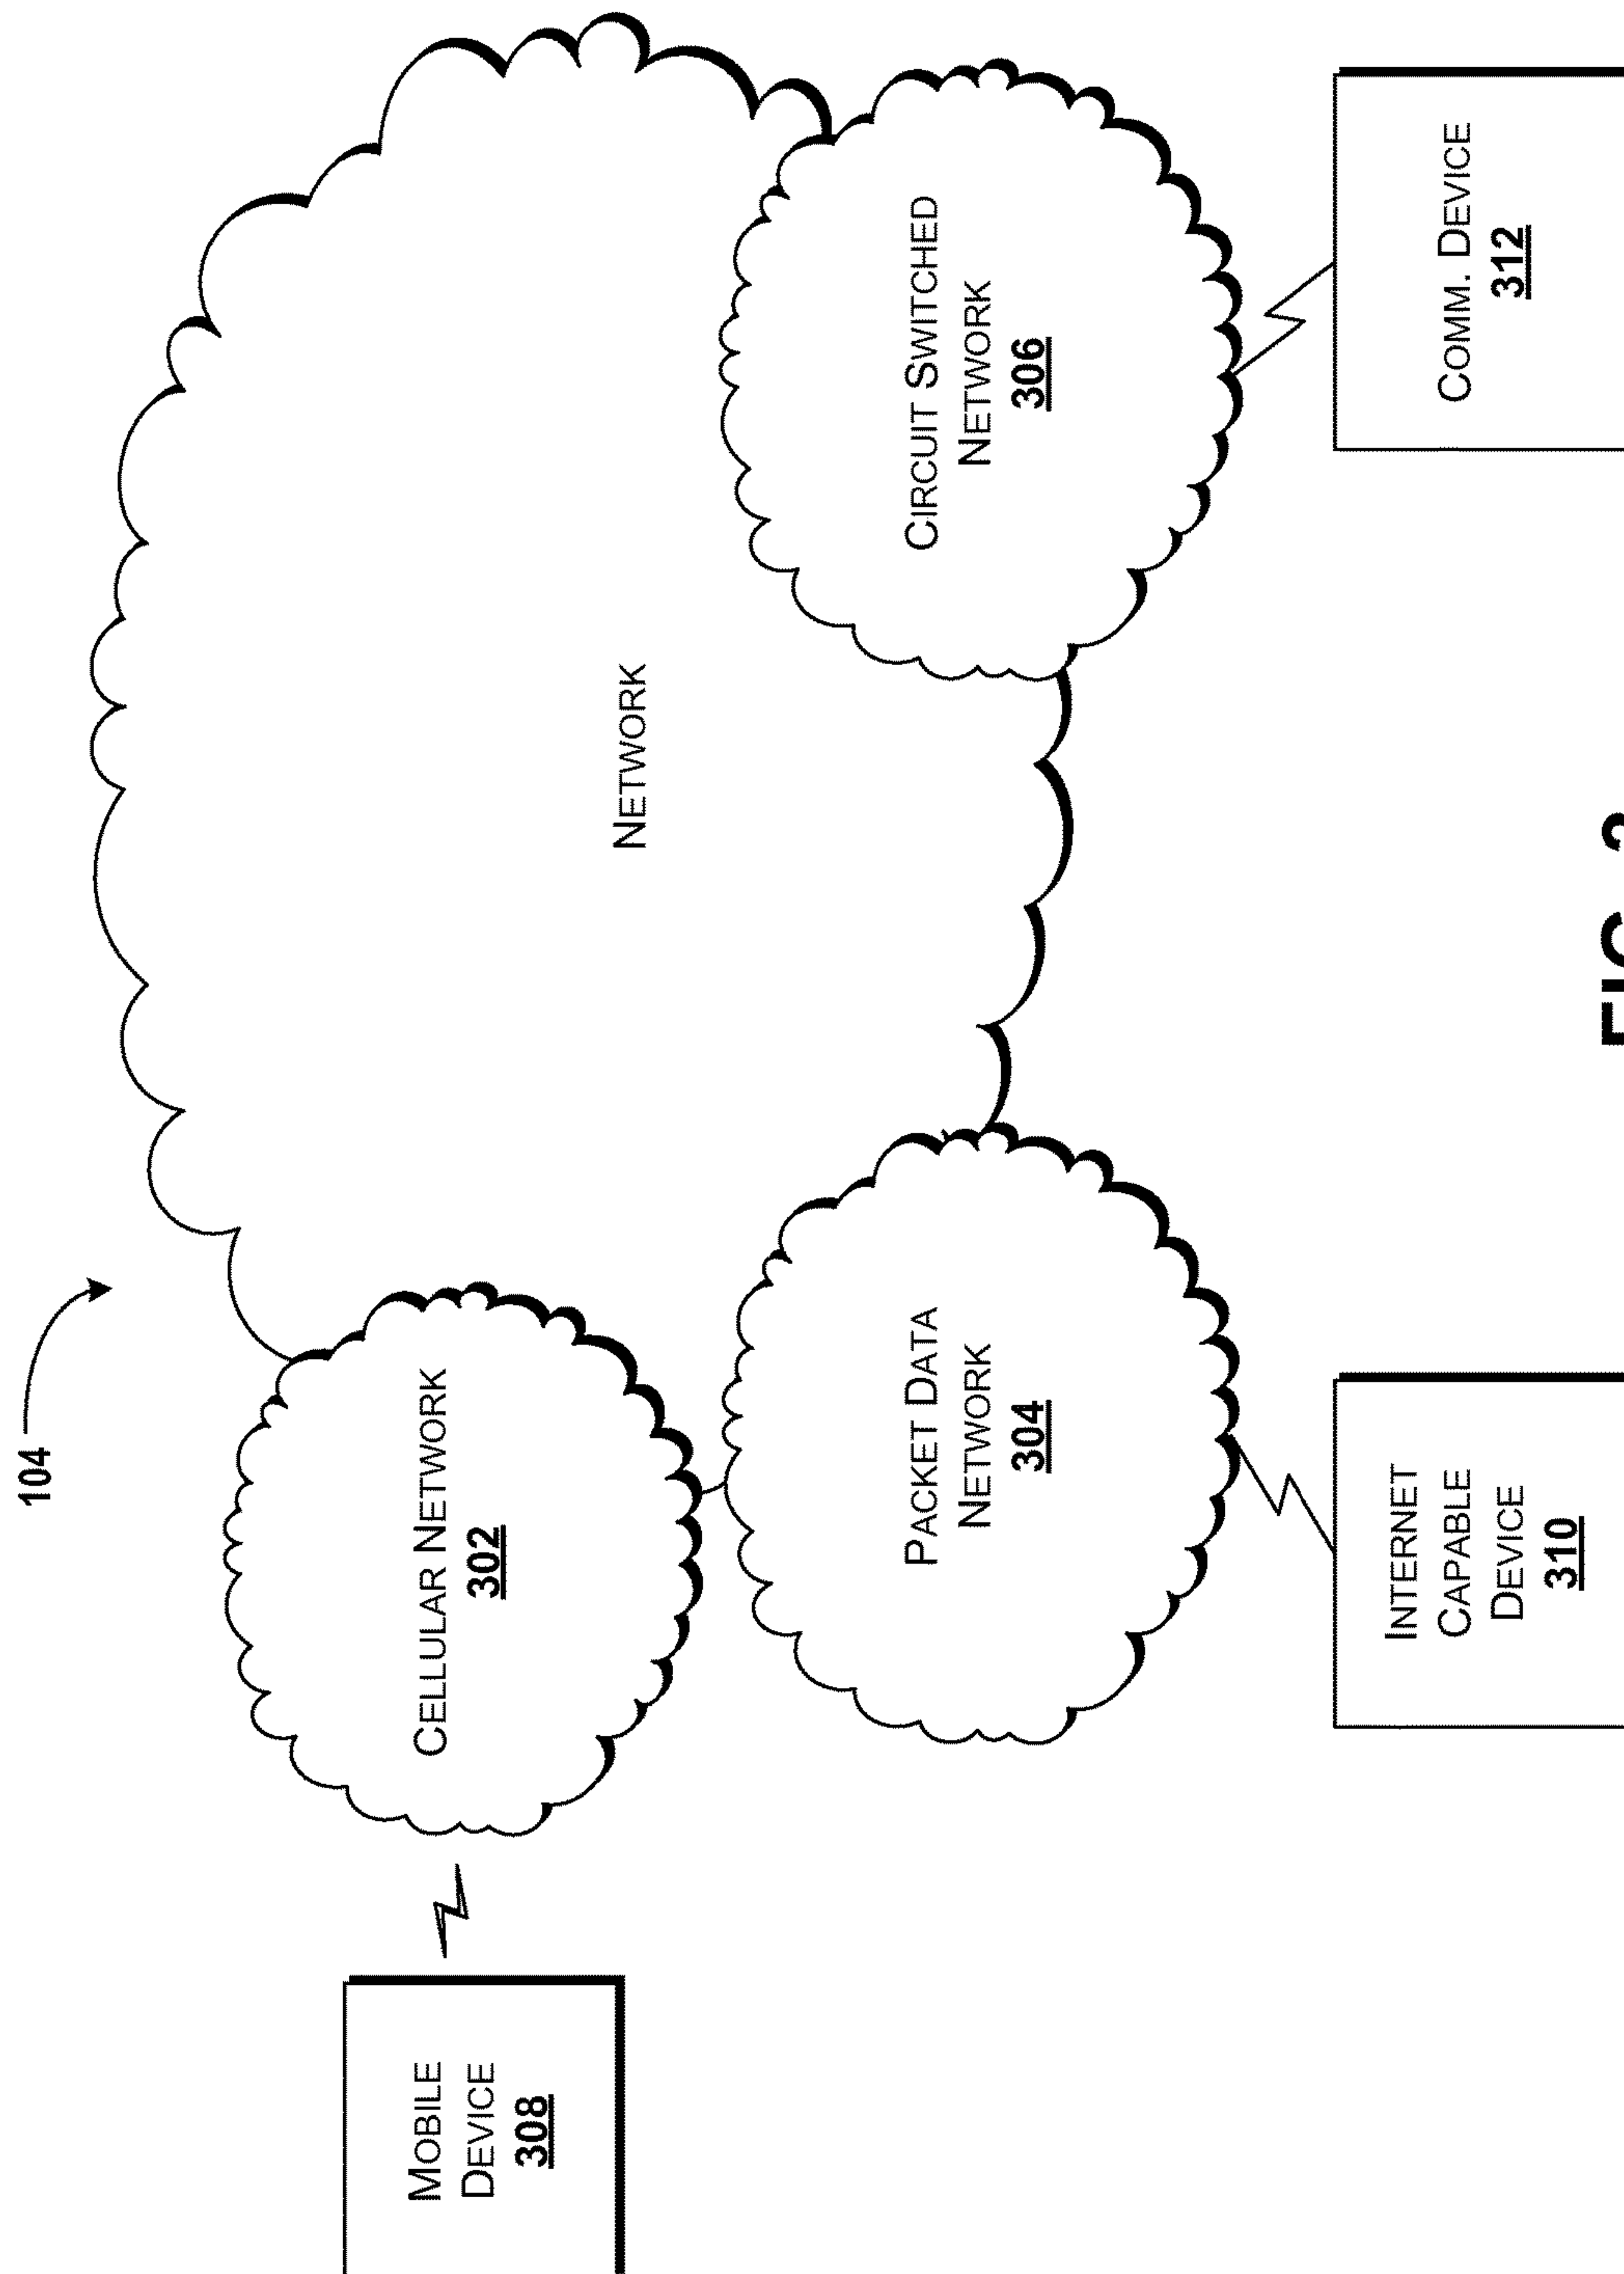 104
NETWORK
CELLULAR NETWORK
302
MOBILE
DEVICE
308
PACKET DATA
NETWORK
304
CIRCUIT SWITCHED
NETWORK
306
INTERNET
CAPABLE
DEVICE
310
COMM. DEVICE
312
FIG.